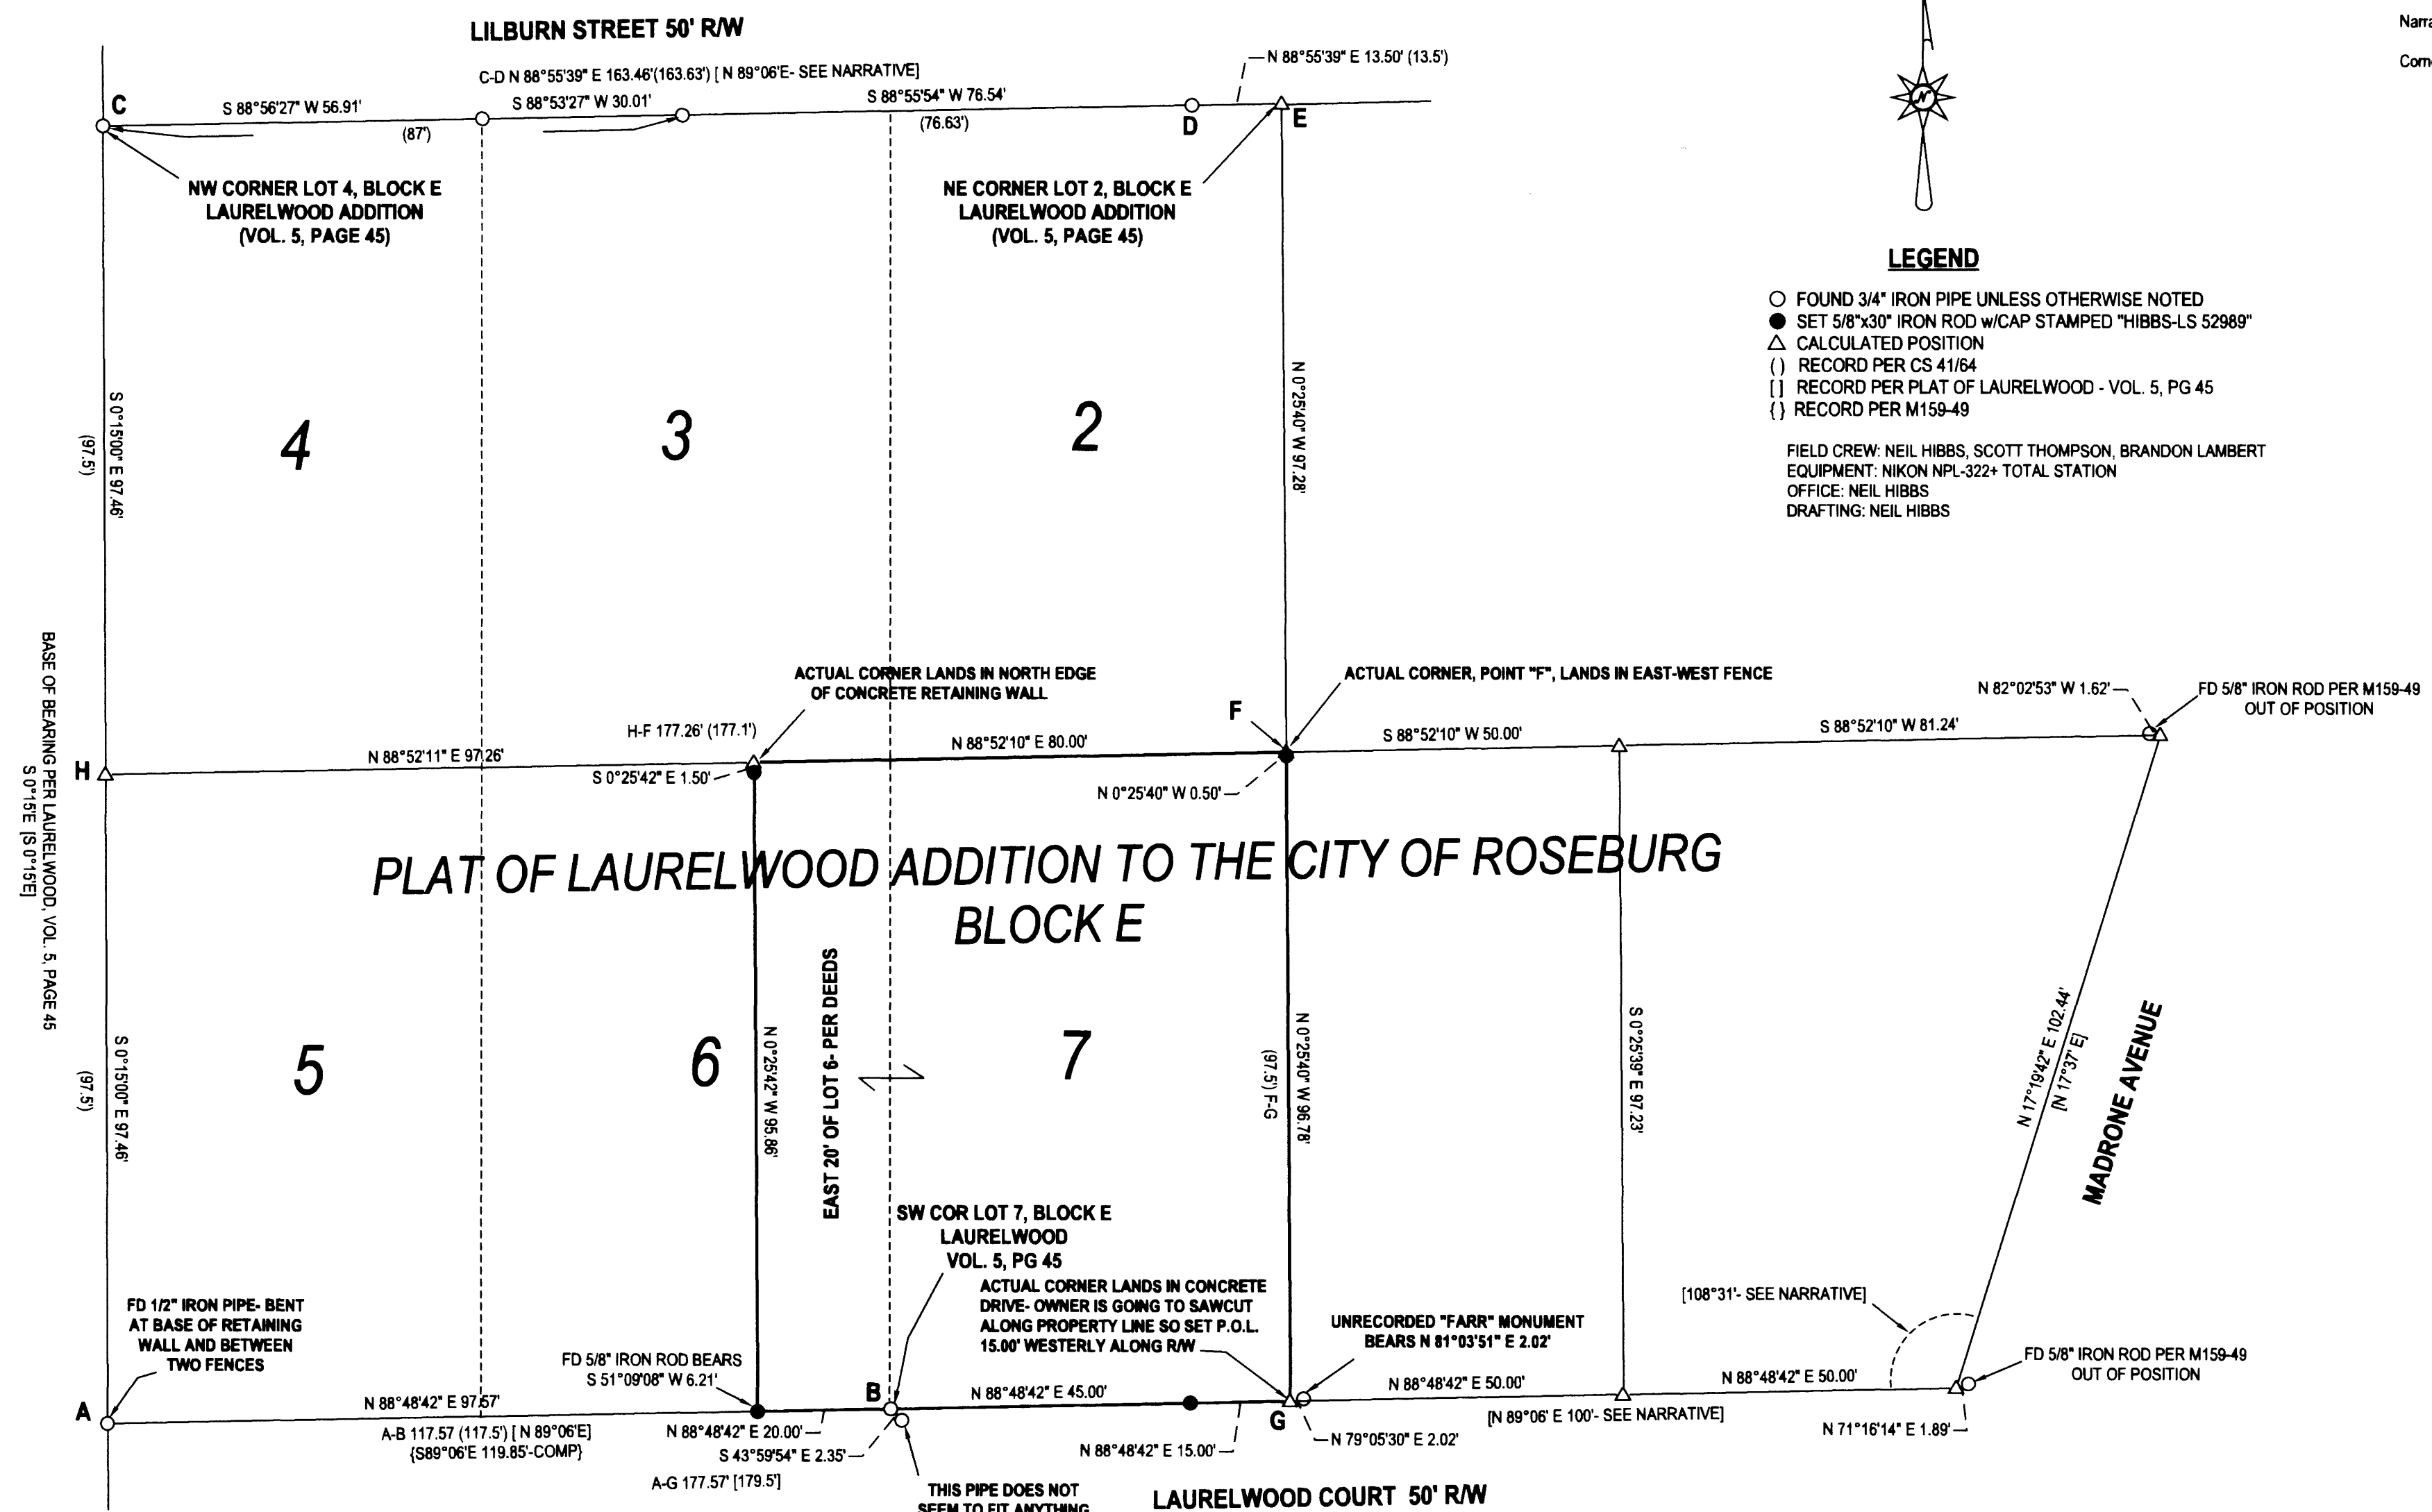 LILBURN STREET 50' R/W
C-D N 88°55'39" E 163.46'(163.63') [ N 89°06'E- SEE NARRATIVE]
N 88°55'39" E 13.50' (13.5')
C
S 88°56'27" W 56.91'
S 88°53'27" W 30.01'
S 88°55'54" W 76.54'
(87')
(76.63')
D
E
NW CORNER LOT 4, BLOCK E
LAURELWOOD ADDITION
(VOL. 5, PAGE 45)
NE CORNER LOT 2, BLOCK E
LAURELWOOD ADDITION
(VOL. 5, PAGE 45)
N
LEGEND
FOUND 3/4" IRON PIPE UNLESS OTHERWISE NOTED
SET 5/8"x30" IRON ROD w/CAP STAMPED "HIBBS-LS 52989"
CALCULATED POSITION
( ) RECORD PER CS 41/64
[ ] RECORD PER PLAT OF LAURELWOOD - VOL. 5, PG 45
{ } RECORD PER M159-49
FIELD CREW: NEIL HIBBS, SCOTT THOMPSON, BRANDON LAMBERT
EQUIPMENT: NIKON NPL-322+ TOTAL STATION
OFFICE: NEIL HIBBS
DRAFTING: NEIL HIBBS
S 0°15'00" E 97.46'
(97.5')
4
3
2
N 0°25'40" W 97.28'
BASE OF BEARING PER LAURELWOOD, VOL. 5, PAGE 45
S 0°15'E [S 0°15'E]
ACTUAL CORNER LANDS IN NORTH EDGE
OF CONCRETE RETAINING WALL
ACTUAL CORNER, POINT "F", LANDS IN EAST-WEST FENCE
N 82°02'53" W 1.62'
FD 5/8" IRON ROD PER M159-49
OUT OF POSITION
F
H-F 177.26' (177.1')
N 88°52'10" E 80.00'
S 88°52'10" W 50.00'
S 88°52'10" W 81.24'
H
N 88°52'11" E 97.26'
S 0°25'42" E 1.50'
N 0°25'40" W 0.50'
PLAT OF LAURELWOOD ADDITION TO THE CITY OF ROSEBURG
BLOCK E
S 0°15'00" E 97.46'
(97.5')
5
6
7
N 0°25'42" W 95.86'
EAST 20' OF LOT 6- PER DEEDS
(97.5') F-G
N 0°25'40" W 96.78'
S 0°25'39" E 97.23'
N 17°19'42" E 102.44'
[N 17°37' E]
MADRONE AVENUE
SW COR LOT 7, BLOCK E
LAURELWOOD
VOL. 5, PG 45
ACTUAL CORNER LANDS IN CONCRETE
DRIVE- OWNER IS GOING TO SAWCUT
ALONG PROPERTY LINE SO SET P.O.L.
15.00' WESTERLY ALONG R/W
FD 1/2" IRON PIPE- BENT
AT BASE OF RETAINING
WALL AND BETWEEN
TWO FENCES
[108°31'- SEE NARRATIVE]
UNRECORDED "FARR" MONUMENT
BEARS N 81°03'51" E 2.02'
FD 5/8" IRON ROD BEARS
S 51°09'08" W 6.21'
FD 5/8" IRON ROD PER M159-49
OUT OF POSITION
A
N 88°48'42" E 97.57'
B
N 88°48'42" E 45.00'
G
N 88°48'42" E 50.00'
N 88°48'42" E 50.00'
A-B 117.57 (117.5') [ N 89°06'E]
{S89°06'E 119.85'-COMP}
N 88°48'42" E 20.00'
S 43°59'54" E 2.35'
N 88°48'42" E 15.00'
N 79°05'30" E 2.02'
[N 89°06' E 100'- SEE NARRATIVE]
N 71°16'14" E 1.89'
A-G 177.57' [179.5']
THIS PIPE DOES NOT
SEEM TO FIT ANYTHING
LAURELWOOD COURT 50' R/W